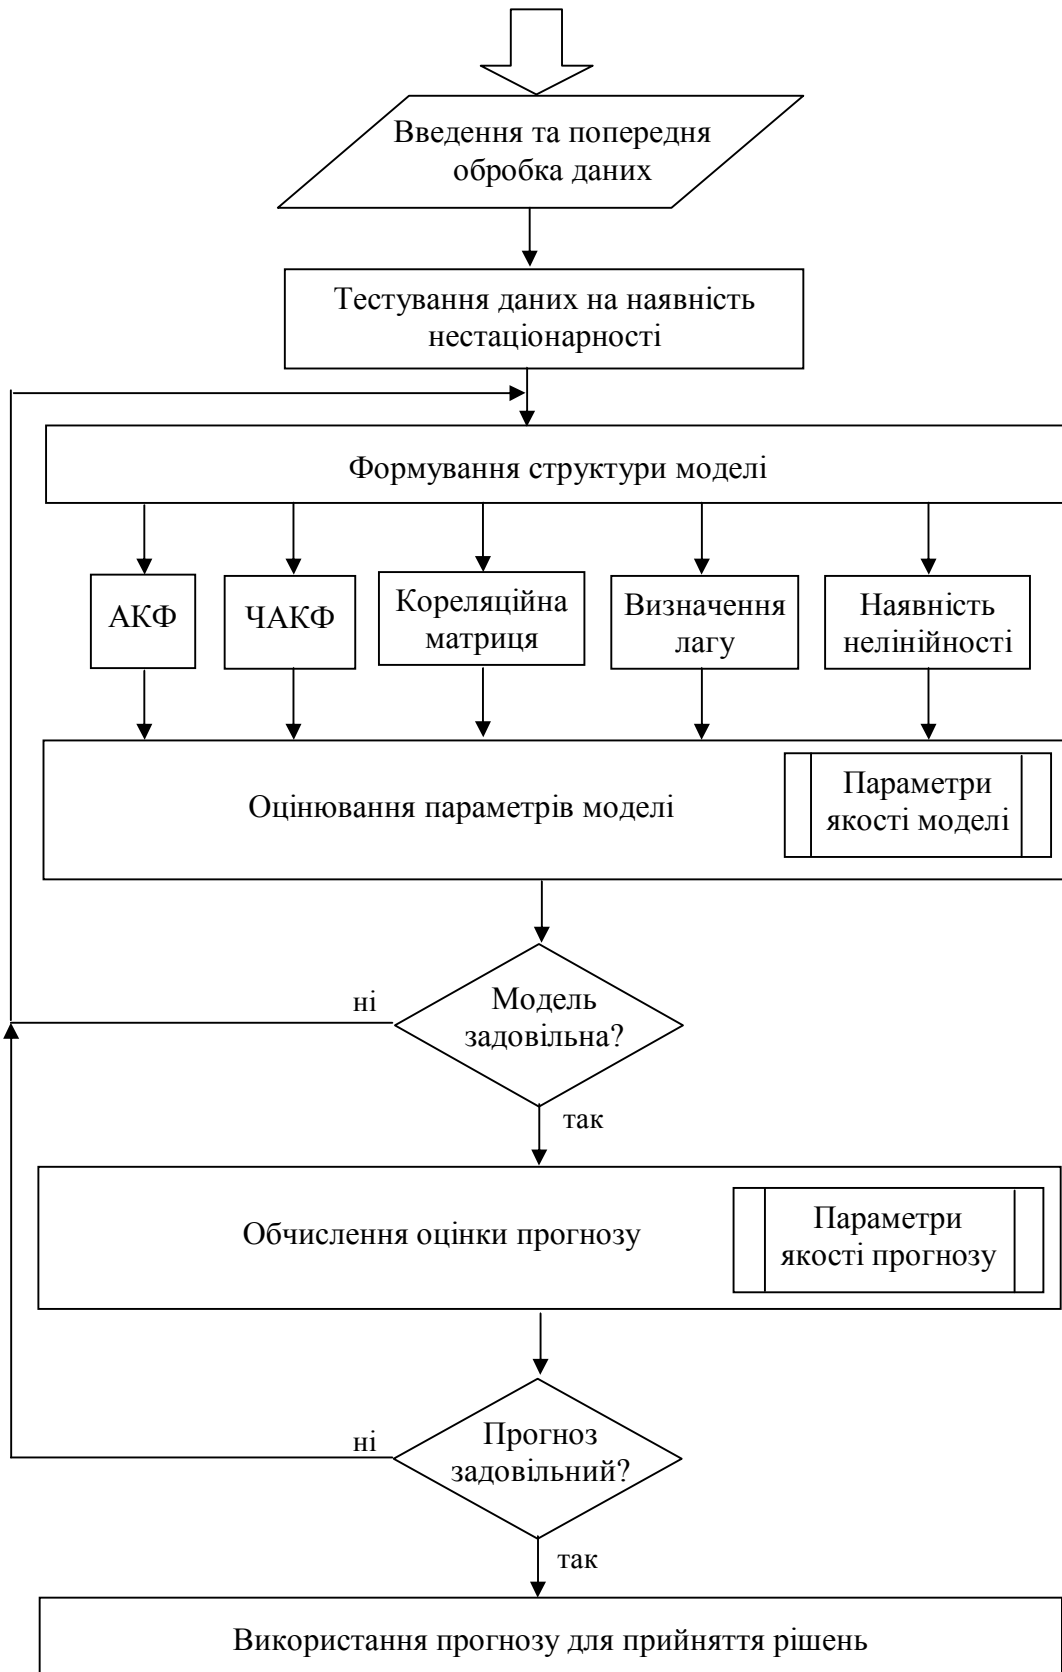 Введення та попередня
обробка даних
Тестування даних на наявність
нестаціонарності
Формування структури моделі
АКФ
ЧАКФ
Кореляційна
матриця
Визначення
лагу
Наявність
нелінійності
Оцінювання параметрів моделі
Параметри
якості моделі
Модель
задовільна?
ні
так
Обчислення оцінки прогнозу
Параметри
якості прогнозу
Прогноз
задовільний?
ні
так
Використання прогнозу для прийняття рішень